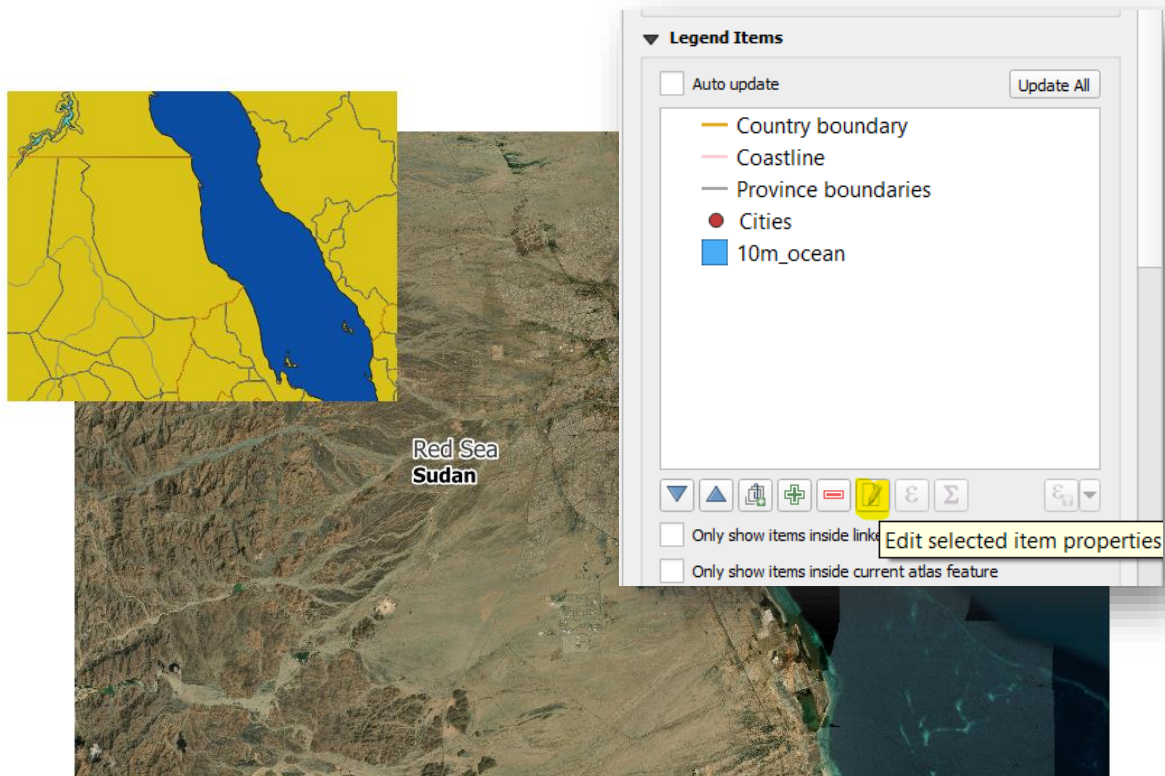 Legend Items
Auto update
Update All
Country boundary
Coastline
Province boundaries
Cities
10m_ocean
Red Sea
Sudan
ε
Σ
ε
Only show items inside linke
Edit selected item properties
Only show items inside current atlas feature